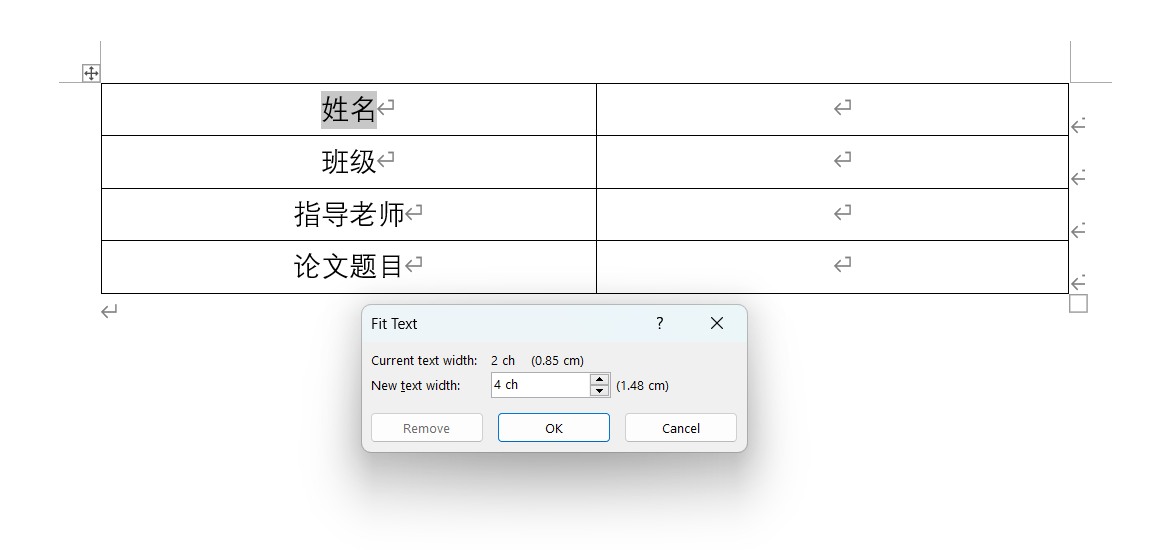 姓名
班级
指导老师
论文题目
Fit Text ?
Current text width: 2 ch (0.85 cm)
New text width: 4 ch (1.48 cm)
Remove OK Cancel